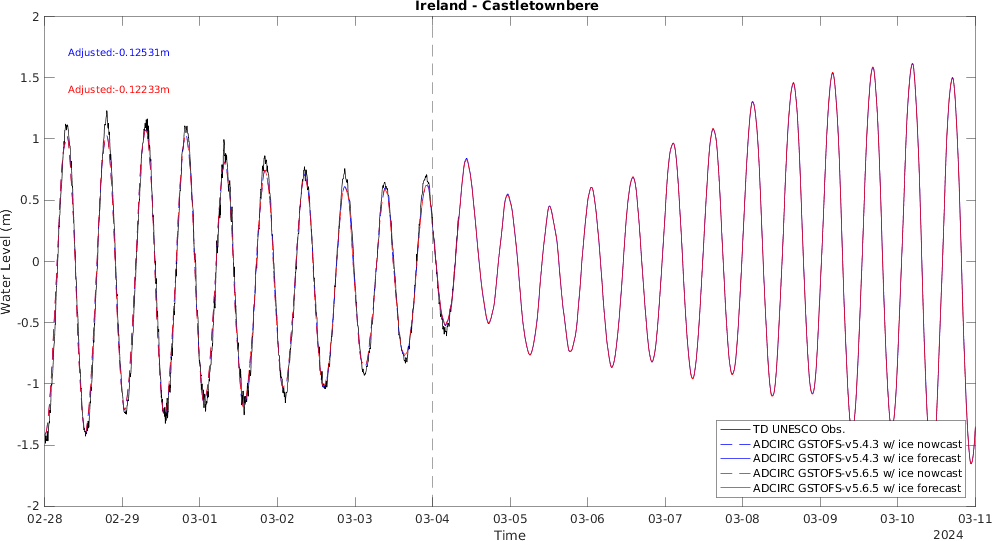 Ireland - Castletownbere
2
1.5
1
0.5
0
-0.5
-1
-1.5
-2
Water Level (m)
Adjusted:-0.12531m
Adjusted:-0.12233m
TD UNESCO Obs.
ADCIRC GSTOFS-v5.4.3 w/ ice nowcast
ADCIRC GSTOFS-v5.4.3 w/ ice forecast
ADCIRC GSTOFS-v5.6.5 w/ ice nowcast
ADCIRC GSTOFS-v5.6.5 w/ ice forecast
02-28 02-29 03-01 03-02 03-03 03-04 03-05 03-06 03-07 03-08 03-09 03-10 03-11
Time
2024